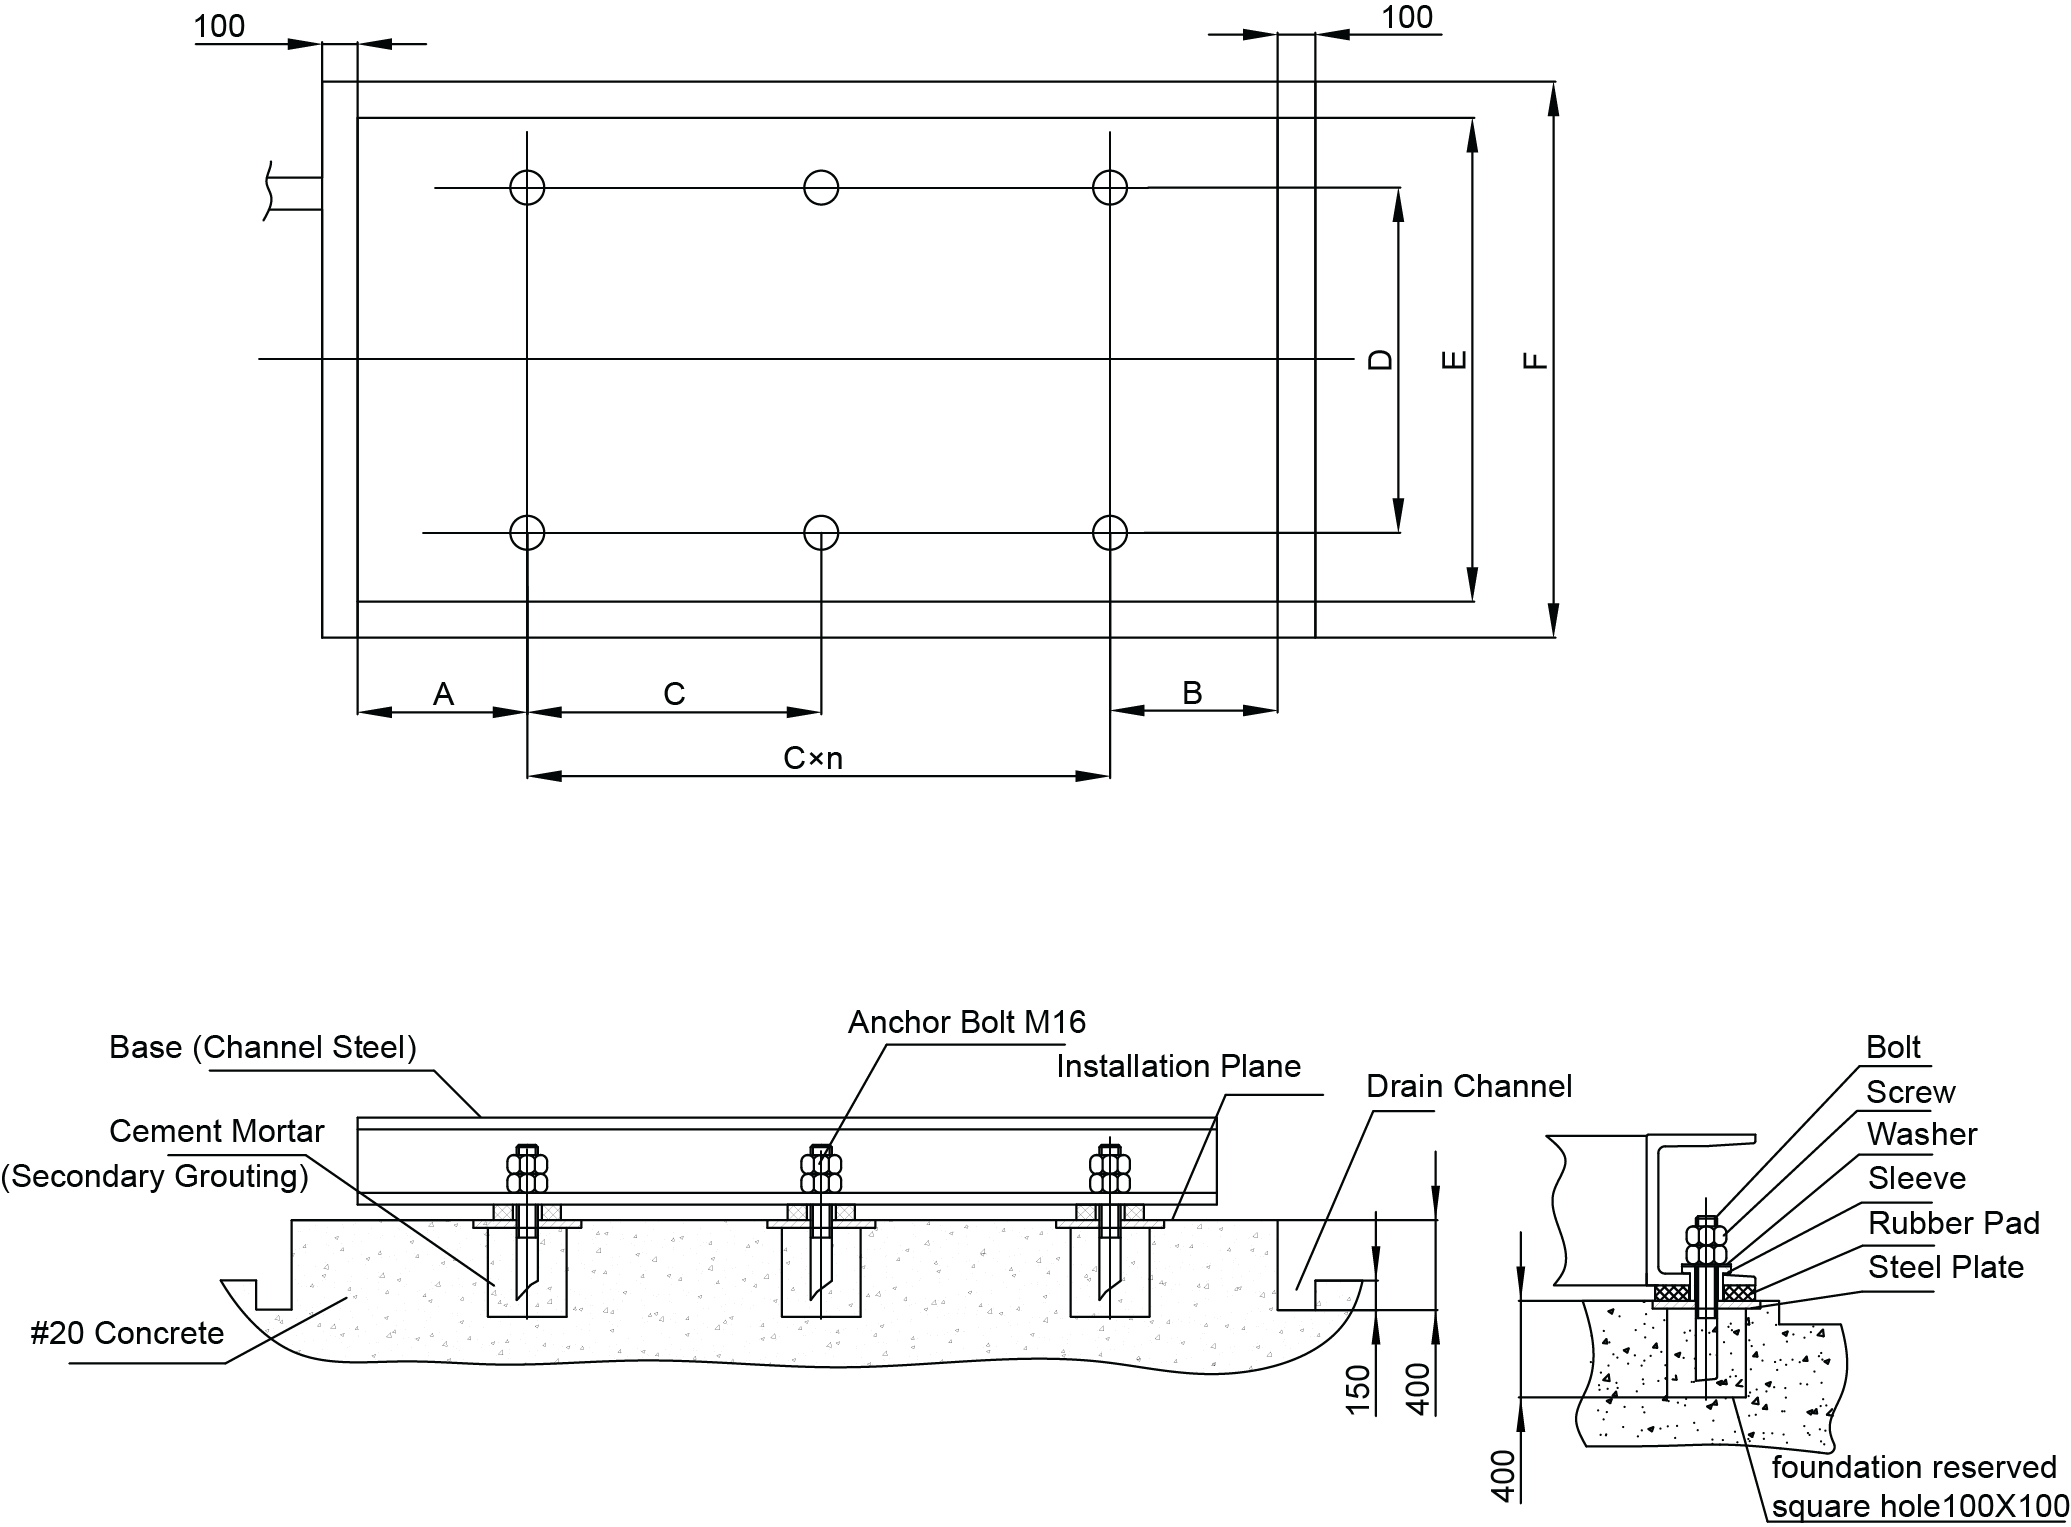 100
100
D
E
F
A
C
B
C×n
Anchor Bolt M16
Base (Channel Steel)
Installation Plane
Drain Channel
Cement Mortar
(Secondary Grouting)
#20 Concrete
150
400
Bolt
Screw
Washer
Sleeve
Rubber Pad
Steel Plate
400
foundation reserved
square hole100X100